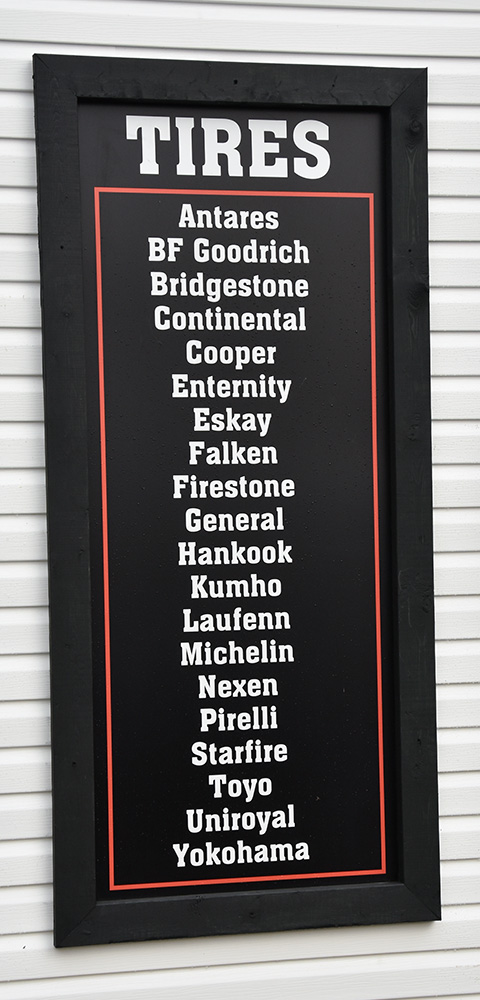 TIRES
Antares
BF Goodrich
Bridgestone
Continental
Cooper
Enternity
Eskay
Falken
Firestone
General
Hankook
Kumho
Laufenn
Michelin
Nexen
Pirelli
Starfire
Toyo
Uniroyal
Yokohama